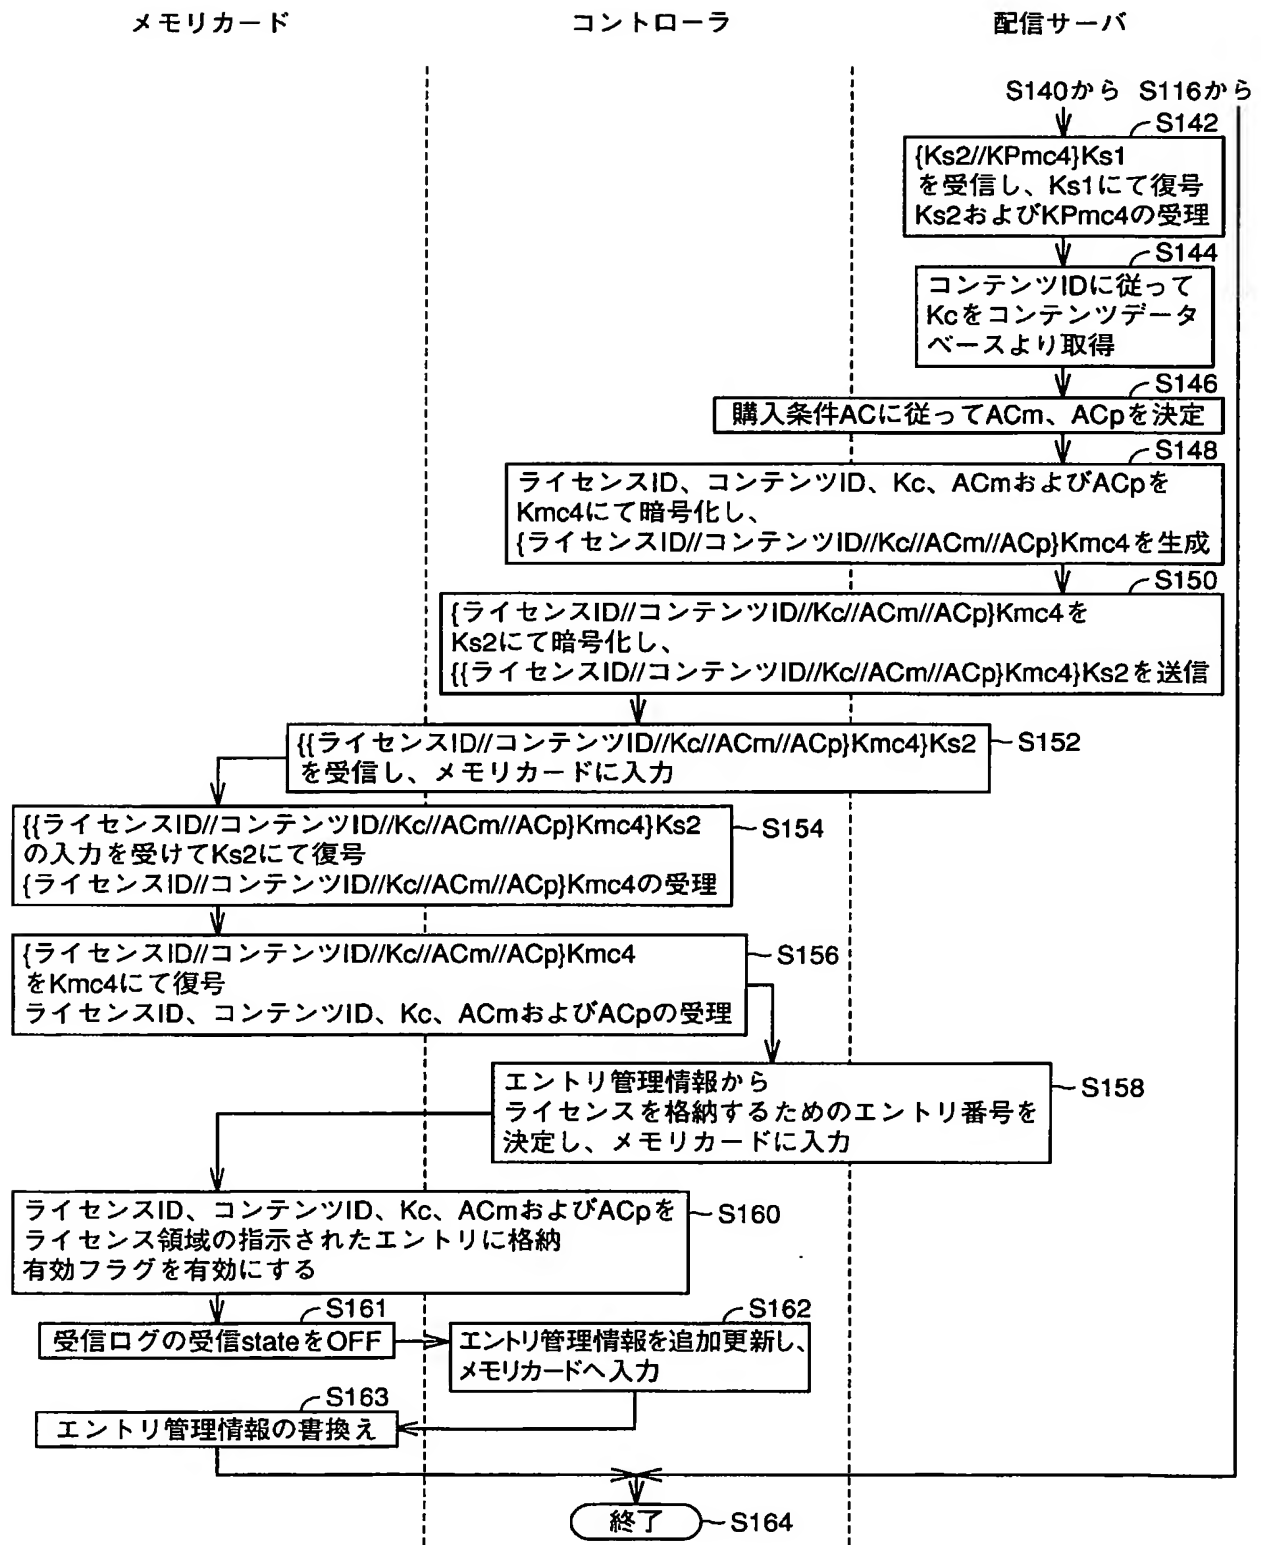 メモリカード
コントローラ
配信サーバ
S140から
S116から
S142
{Ks2//KPmc4}Ks1
を受信し、Ks1にて復号
Ks2およびKPmc4の受理
S144
コンテンツIDに従って
Kcをコンテンツデータ
ベースより取得
S146
購入条件ACに従ってACm、ACpを決定
S148
ライセンスID、コンテンツID、Kc、ACmおよびACpを
Kmc4にて暗号化し、
{ライセンスID//コンテンツID//Kc//ACm//ACp}Kmc4を生成
S150
{ライセンスID//コンテンツID//Kc//ACm//ACp}Kmc4を
Ks2にて暗号化し、
{{ライセンスID//コンテンツID//Kc//ACm//ACp}Kmc4}Ks2を送信
{{ライセンスID//コンテンツID//Kc//ACm//ACp}Kmc4}Ks2
を受信し、メモリカードに入力
S152
{{ライセンスID//コンテンツID//Kc//ACm//ACp}Kmc4}Ks2
の入力を受けてKs2にて復号
{ライセンスID//コンテンツID//Kc//ACm//ACp}Kmc4の受理
S154
{ライセンスID//コンテンツID//Kc//ACm//ACp}Kmc4
をKmc4にて復号
ライセンスID、コンテンツID、Kc、ACmおよびACpの受理
S156
エントリ管理情報から
ライセンスを格納するためのエントリ番号を
決定し、メモリカードに入力
S158
ライセンスID、コンテンツID、Kc、ACmおよびACpを
ライセンス領域の指示されたエントリに格納
有効フラグを有効にする
S160
S161
受信ログの受信stateをOFF
S162
エントリ管理情報を追加更新し、
メモリカードへ入力
S163
エントリ管理情報の書換え
終了
S164